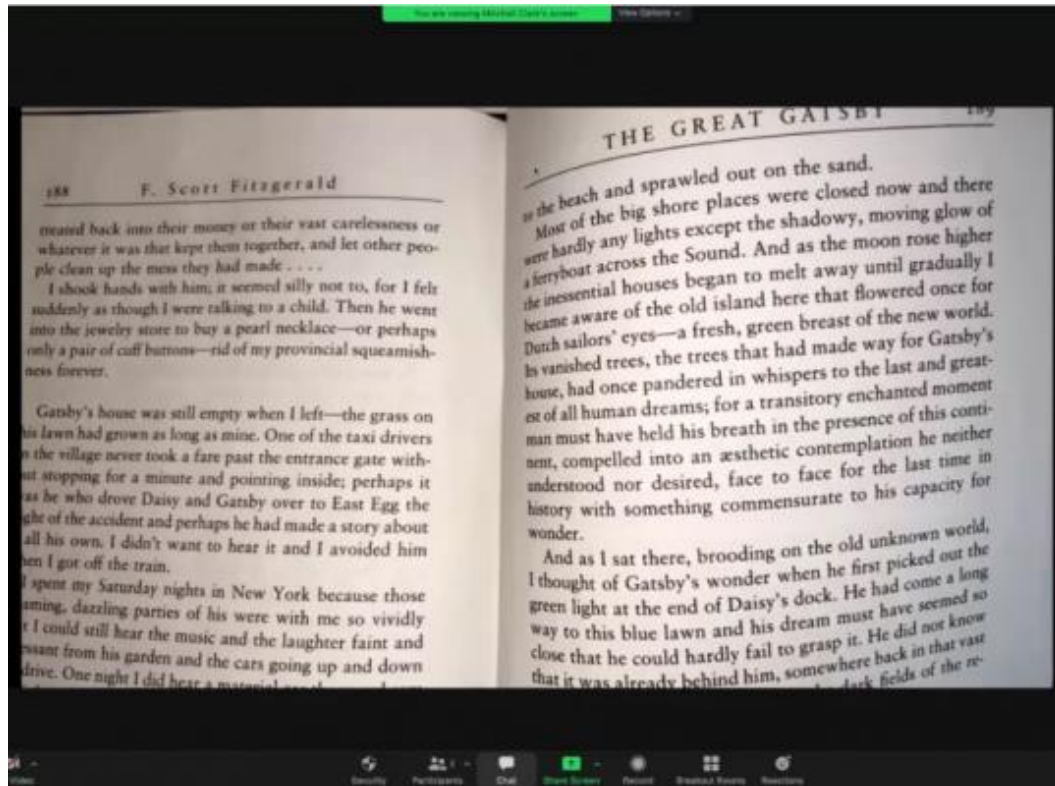 You are viewing Mitchell Clark's screen
View Options
188 F. Scott Fitzgerald
treated back into their money or their vast carelessness or
whatever it was that kept them together, and let other peo-
ple clean up the mess they had made . . . .
I shook hands with him; it seemed silly not to, for I felt
suddenly as though I were talking to a child. Then he went
into the jewelry store to buy a pearl necklace—or perhaps
only a pair of cuff buttons—rid of my provincial squeamish-
ness forever.
Gatsby's house was still empty when I left—the grass on
his lawn had grown as long as mine. One of the taxi drivers
n the village never took a fare past the entrance gate with-
ut stopping for a minute and pointing inside; perhaps it
as he who drove Daisy and Gatsby over to East Egg the
ght of the accident and perhaps he had made a story about
all his own. I didn't want to hear it and I avoided him
hen I got off the train.
I spent my Saturday nights in New York because those
aming, dazzling parties of his were with me so vividly
t I could still hear the music and the laughter faint and
ssant from his garden and the cars going up and down
drive. One night I did hear a material
THE GREAT GATSBY 189
to the beach and sprawled out on the sand.
Most of the big shore places were closed now and there
were hardly any lights except the shadowy, moving glow of
a ferryboat across the Sound. And as the moon rose higher
the inessential houses began to melt away until gradually I
became aware of the old island here that flowered once for
Dutch sailors' eyes—a fresh, green breast of the new world.
Its vanished trees, the trees that had made way for Gatsby's
house, had once pandered in whispers to the last and great-
est of all human dreams; for a transitory enchanted moment
man must have held his breath in the presence of this conti-
nent, compelled into an æsthetic contemplation he neither
understood nor desired, face to face for the last time in
history with something commensurate to his capacity for
wonder.
And as I sat there, brooding on the old unknown world,
I thought of Gatsby's wonder when he first picked out the
green light at the end of Daisy's dock. He had come a long
way to this blue lawn and his dream must have seemed so
close that he could hardly fail to grasp it. He did not know
that it was already behind him, somewhere back in that vast
dark fields of the re-
Video Security Participants Chat Share Screen Record Breakout Rooms Reactions